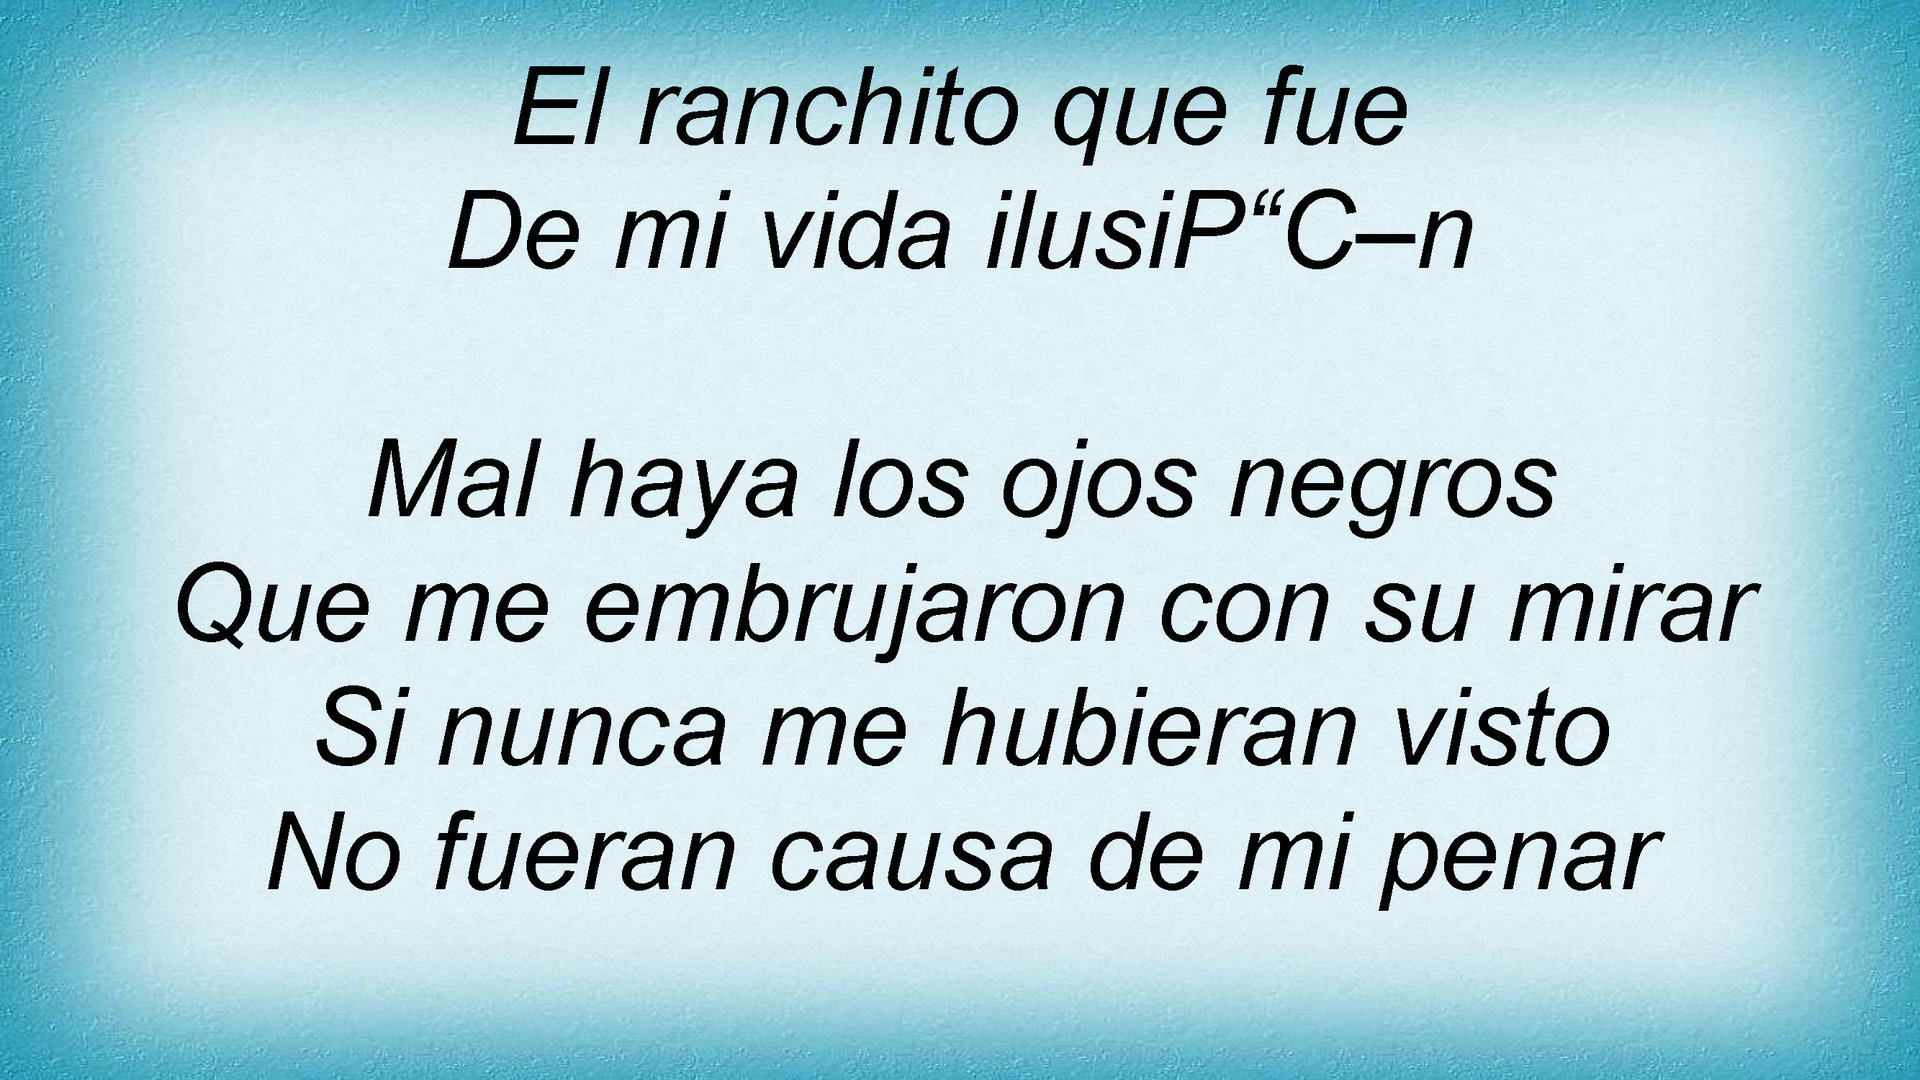 El ranchito que fue
De mi vida ilusiP“C–n
Mal haya los ojos negros
Que me embrujaron con su mirar
Si nunca me hubieran visto
No fueran causa de mi penar